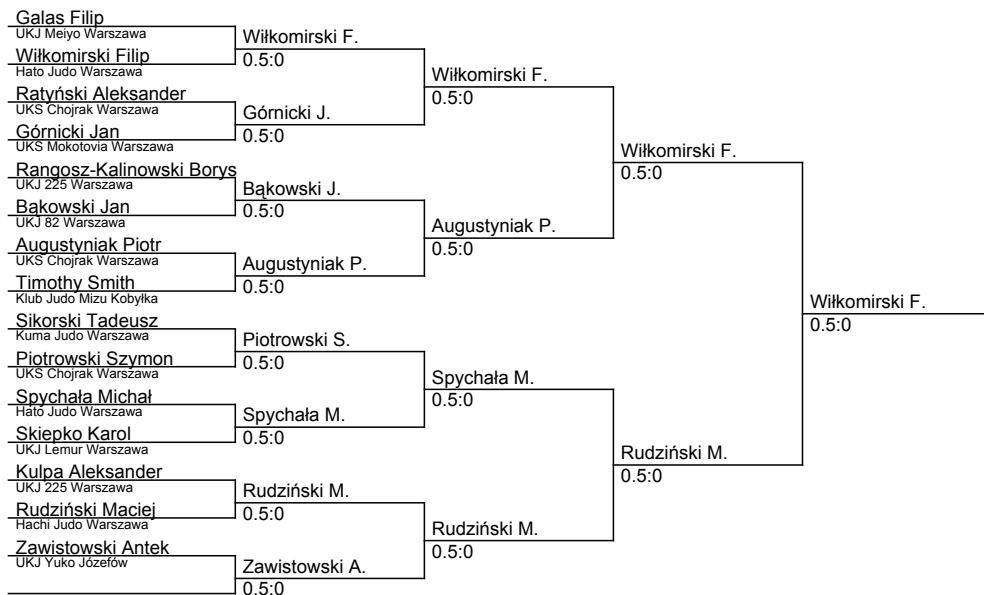 Galas Filip
UKJ Meiyo Warszawa
Wiłkomirski Filip
Hato Judo Warszawa
Ratyński Aleksander
UKS Chojrak Warszawa
Górnicki Jan
UKS Mokotovia Warszawa
Rangosz-Kalinowski Borys
UKJ 225 Warszawa
Bąkowski Jan
UKJ 82 Warszawa
Augustyniak Piotr
UKS Chojrak Warszawa
Timothy Smith
Klub Judo Mizu Kobyłka
Sikorski Tadeusz
Kuma Judo Warszawa
Piotrowski Szymon
UKS Chojrak Warszawa
Spychała Michał
Hato Judo Warszawa
Skiepko Karol
UKJ Lemur Warszawa
Kulpa Aleksander
UKJ 225 Warszawa
Rudziński Maciej
Hachi Judo Warszawa
Zawistowski Antek
UKJ Yuko Józefów
Wiłkomirski F.
0.5:0
Górnicki J.
0.5:0
Bąkowski J.
0.5:0
Augustyniak P.
0.5:0
Piotrowski S.
0.5:0
Spychała M.
0.5:0
Rudziński M.
0.5:0
Zawistowski A.
0.5:0
Wiłkomirski F.
0.5:0
Augustyniak P.
0.5:0
Spychała M.
0.5:0
Rudziński M.
0.5:0
Wiłkomirski F.
0.5:0
Rudziński M.
0.5:0
Wiłkomirski F.
0.5:0